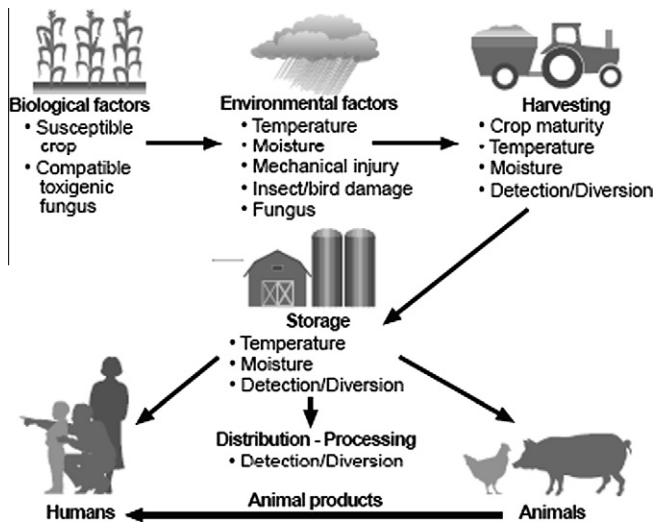 Biological factors
• Susceptible
crop
• Compatible
toxigenic
fungus
Environmental factors
• Temperature
• Moisture
• Mechanical injury
• Insect/bird damage
• Fungus
Harvesting
• Crop maturity
• Temperature
• Moisture
• Detection/Diversion
Storage
• Temperature
• Moisture
• Detection/Diversion
Distribution - Processing
• Detection/Diversion
Animal products
Humans
Animals